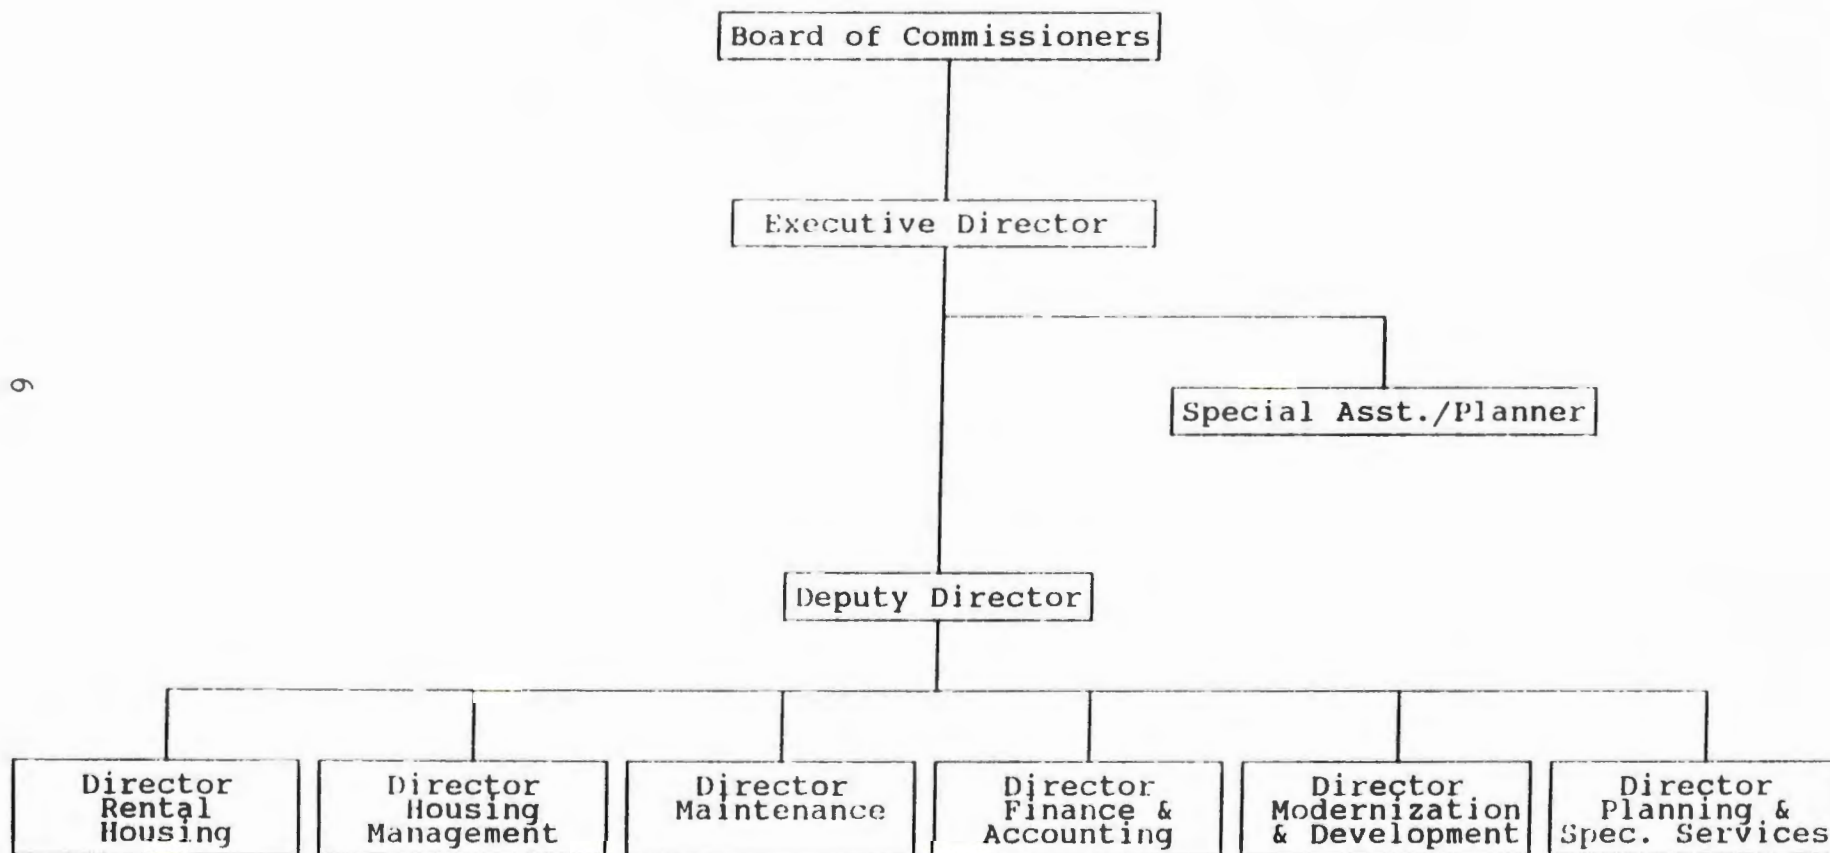 Board of Commissioners
Executive Director
6
Special Asst./Planner
Deputy Director
Director
Rental
Housing
Director
Housing
Management
Director
Maintenance
Director
Finance &
Accounting
Director
Modernization
& Development
Director
Planning &
Spec. Services